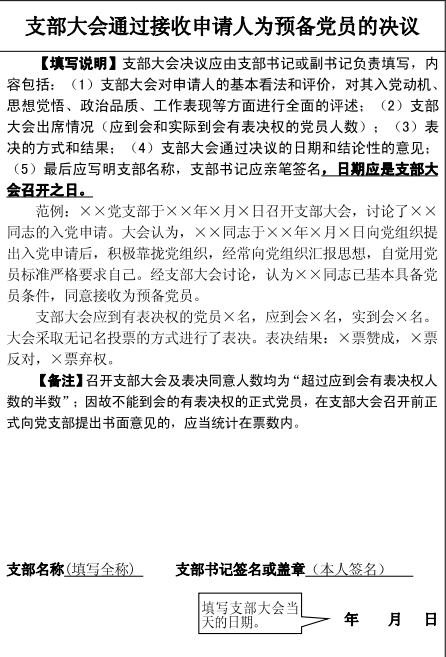 支部大会通过接收申请人为预备党员的决议
【填写说明】支部大会决议应由支部书记或副书记负责填写，内
容包括：（1）支部大会对申请人的基本看法和评价，对其入党动机、
思想觉悟、政治品质、工作表现等方面进行全面的评述；（2）支部
大会出席情况（应到会和实际到会有表决权的党员人数）；（3）表
决的方式和结果；（4）支部大会通过决议的日期和结论性的意见；
（5）最后应写明支部名称，支部书记应亲笔签名，日期应是支部大
会召开之日。
范例：××党支部于××年×月×日召开支部大会，讨论了××
同志的入党申请。大会认为，××同志于××年×月×日向党组织提
出入党申请后，积极靠拢党组织，经常向党组织汇报思想，自觉用党
员标准严格要求自己。经支部大会讨论，认为××同志已基本具备党
员条件，同意接收为预备党员。
支部大会应到有表决权的党员×名，应到会×名，实到会×名。
大会采取无记名投票的方式进行了表决。表决结果：×票赞成，×票
反对，×票弃权。
【备注】召开支部大会及表决同意人数均为“超过应到会有表决权人
数的半数”；因故不能到会的有表决权的正式党员，在支部大会召开前正
式向党支部提出书面意见的，应当统计在票数内。
支部名称(填写全称) 支部书记签名或盖章（本人签名）
填写支部大会当
天的日期。
年 月 日